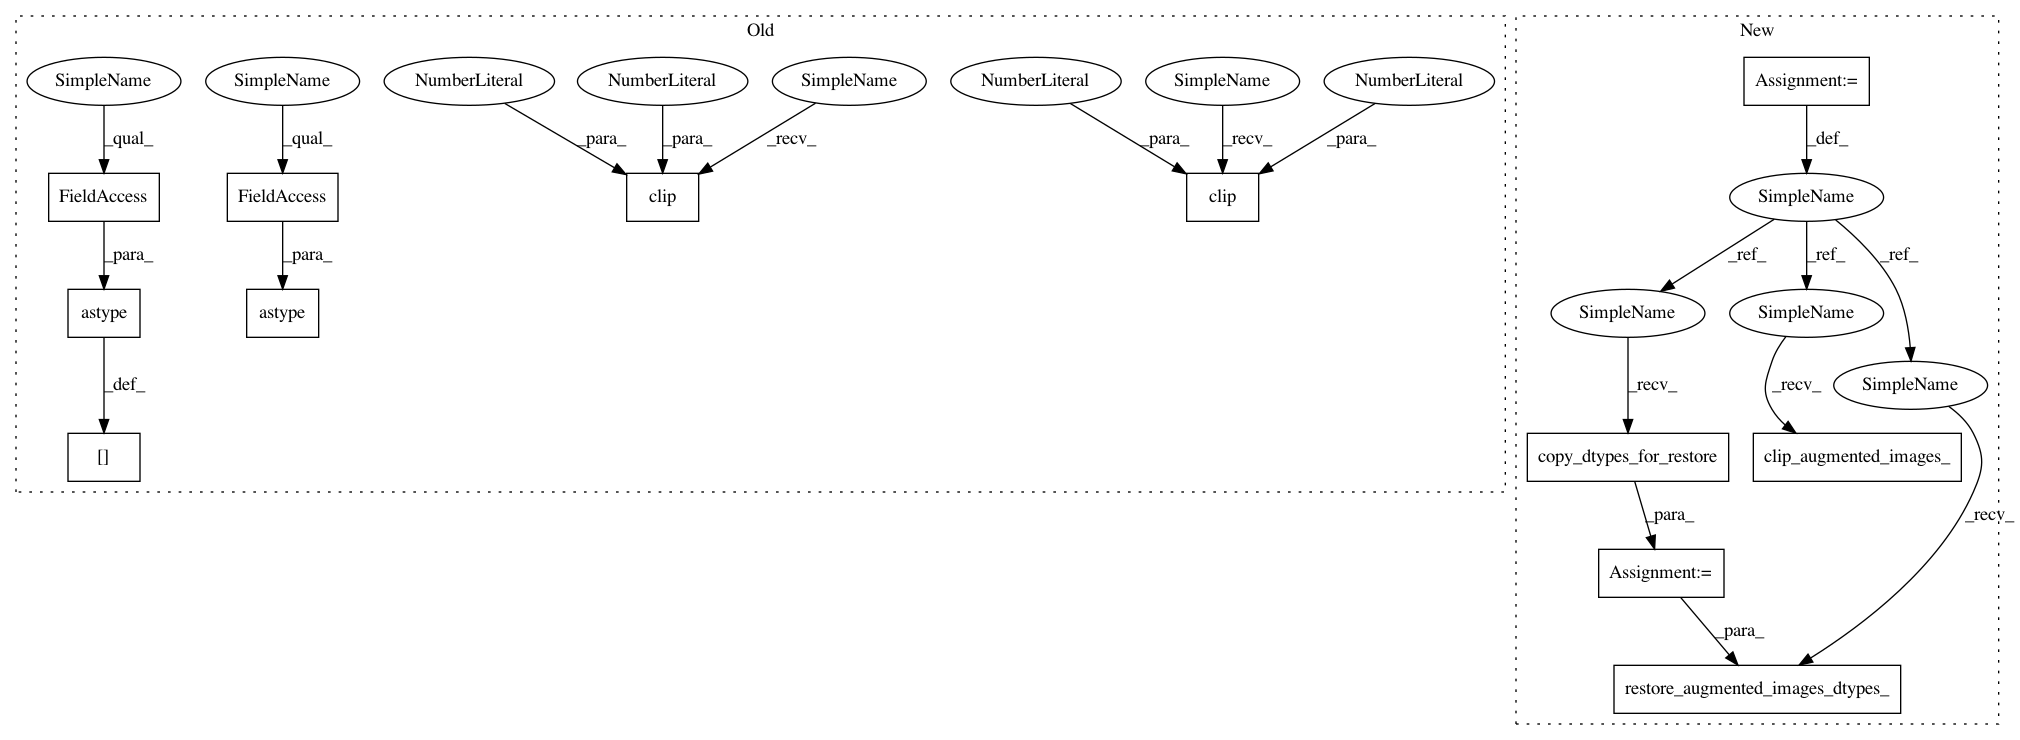 Old
New
SimpleName
SimpleName
NumberLiteral
NumberLiteral
SimpleName
NumberLiteral
SimpleName
NumberLiteral
Assignment:=
_qual_
_qual_
_para_
_para_
_recv_
_para_
_recv_
_para_
_def_
FieldAccess
FieldAccess
clip
clip
SimpleName
_para_
_para_
_ref_
_ref_
_ref_
astype
astype
SimpleName
SimpleName
_def_
_recv_
_recv_
SimpleName
[]
copy_dtypes_for_restore
clip_augmented_images_
_para_
_recv_
Assignment:=
_para_
restore_augmented_images_dtypes_